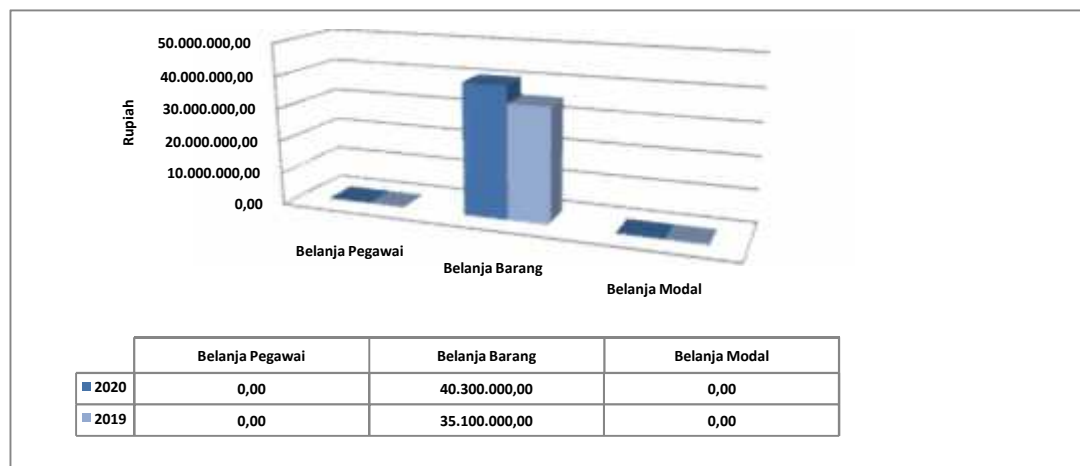 50.000.000,00
40.000.000,00
30.000.000,00
20.000.000,00
10.000.000,00
0,00
Rupiah
Belanja Pegawai
Belanja Barang
Belanja Modal
Belanja Pegawai Belanja Barang Belanja Modal
2020 0,00 40.300.000,00 0,00
2019 0,00 35.100.000,00 0,00